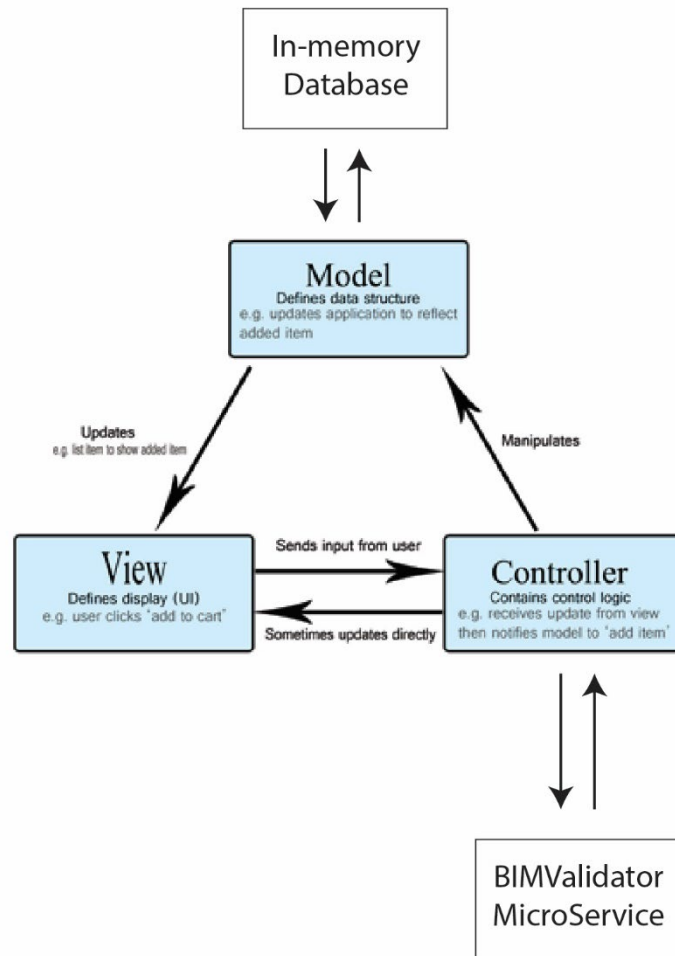 In-memory
Database
Model
Defines data structure
e.g. updates application to reflect
added item
Updates
e.g. list item to show added item
Manipulates
View
Defines display (UI)
e.g. user clicks 'add to cart'
Sends input from user
Sometimes updates directly
Controller
Contains control logic
e.g. receives update from view
then notifies model to 'add item'
BIMValidator
MicroService